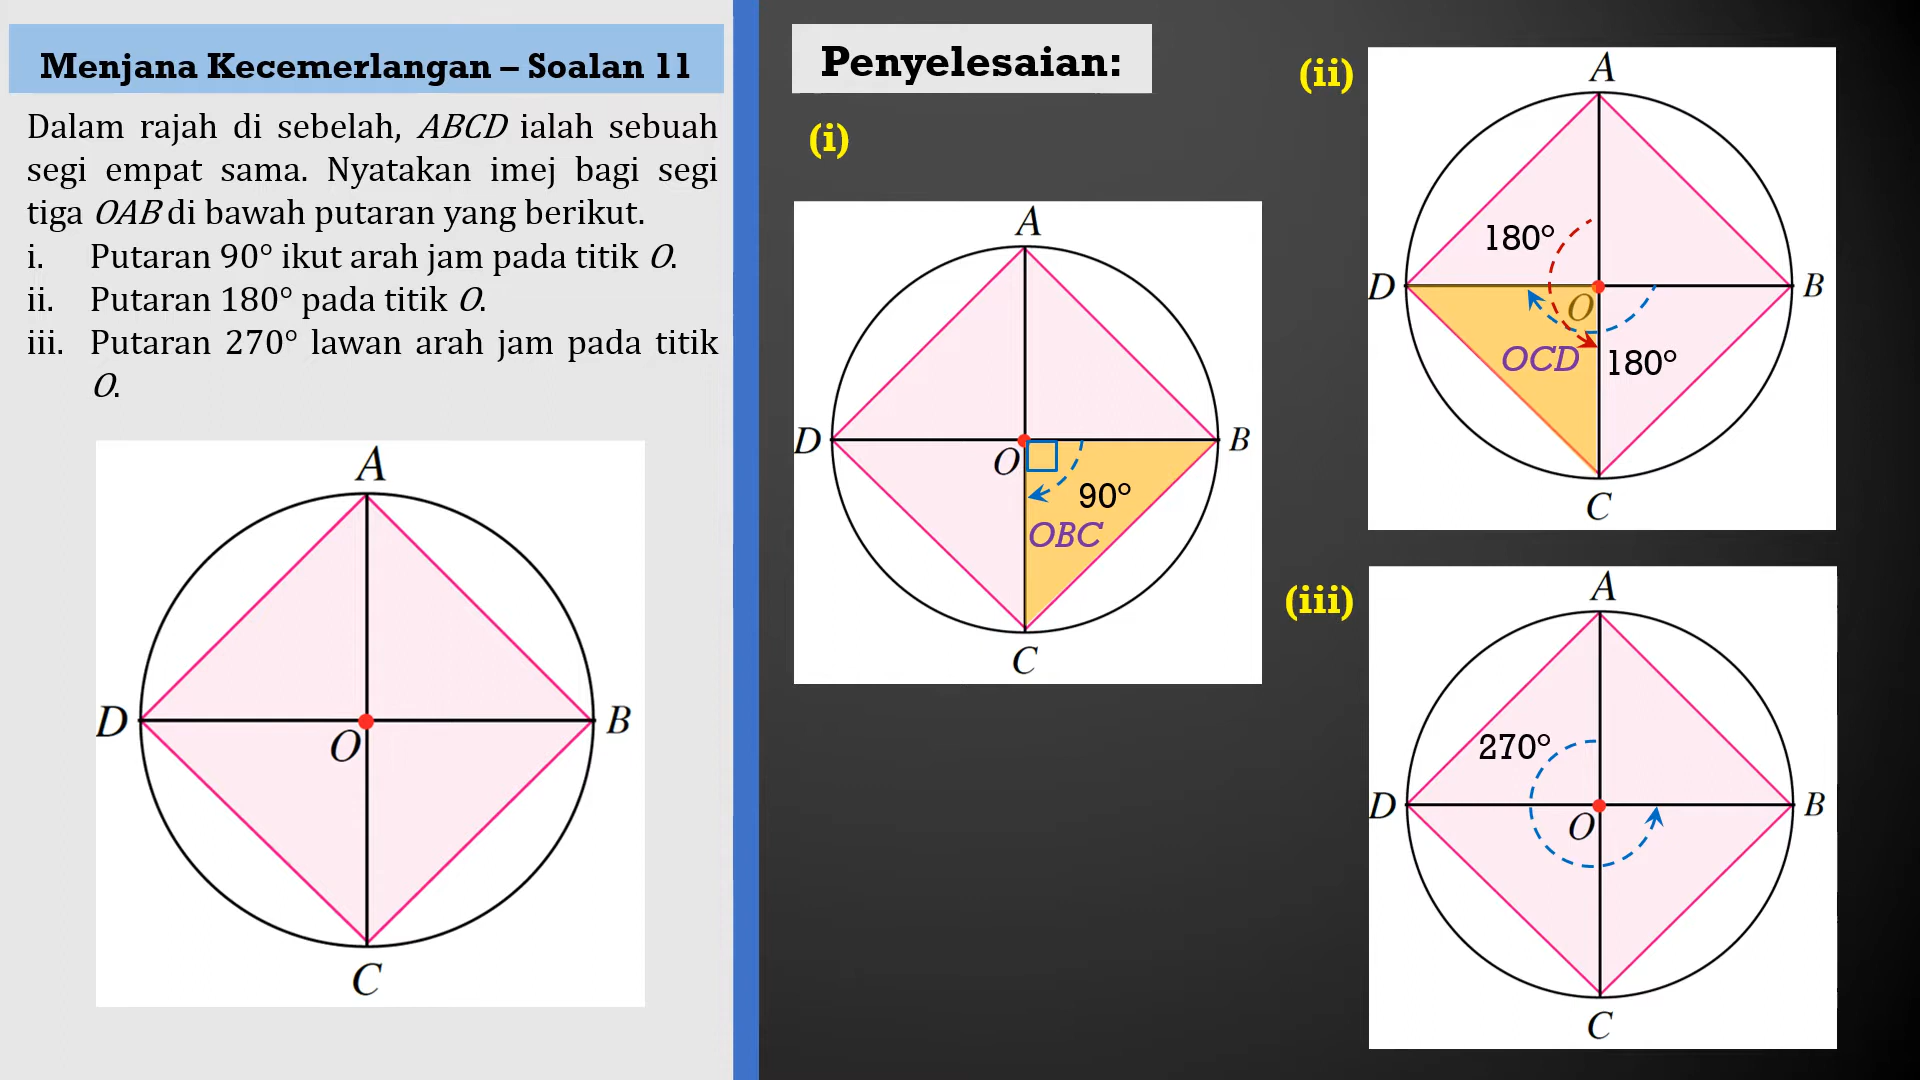 Menjana Kecemerlangan – Soalan 11
Dalam rajah di sebelah, ABCD ialah sebuah
segi empat sama. Nyatakan imej bagi segi
tiga OAB di bawah putaran yang berikut.
i. Putaran 90° ikut arah jam pada titik O.
ii. Putaran 180° pada titik O.
iii. Putaran 270° lawan arah jam pada titik
O.
A
D
B
O
C
Penyelesaian:
(i)
A
D
B
O
90°
OBC
C
(ii)
A
180°
D
B
O
OCD
180°
C
(iii)
A
270°
D
B
O
C